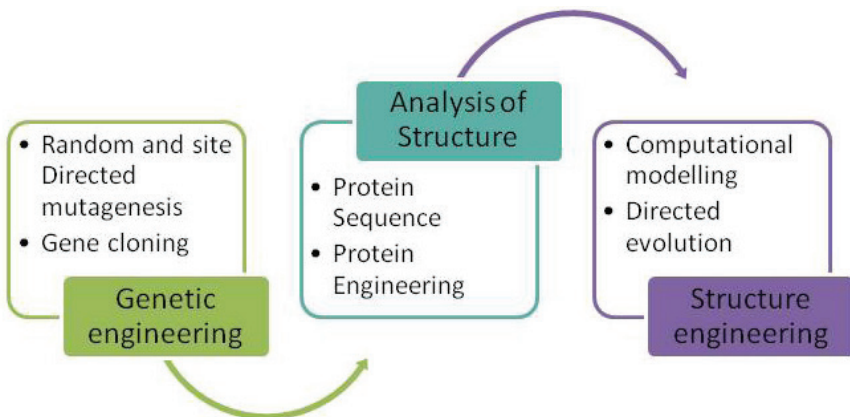 • Random and site
Directed
mutagenesis
• Gene cloning
Genetic
engineering
Analysis of
Structure
• Protein
Sequence
• Protein
Engineering
• Computational
modelling
• Directed
evolution
Structure
engineering